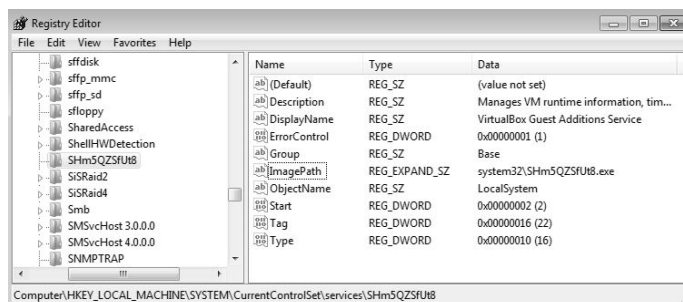 Registry Editor
File Edit View Favorites Help
sffdisk
sffp_mmc
sffp_sd
sfloppy
SharedAccess
ShellHWDetection
SHm5QZSfUt8
SiSRaid2
SiSRaid4
Smb
SMSvcHost 3.0.0.0
SMSvcHost 4.0.0.0
SNMPTRAP
Name Type Data
(Default) REG_SZ (value not set)
Description REG_SZ Manages VM runtime information, tim...
DisplayName REG_SZ VirtualBox Guest Additions Service
ErrorControl REG_DWORD 0x00000001 (1)
Group REG_SZ Base
ImagePath REG_EXPAND_SZ system32\SHm5QZSfUt8.exe
ObjectName REG_SZ LocalSystem
Start REG_DWORD 0x00000002 (2)
Tag REG_DWORD 0x00000016 (22)
Type REG_DWORD 0x00000010 (16)
Computer\HKEY_LOCAL_MACHINE\SYSTEM\CurrentControlSet\services\SHm5QZSfUt8